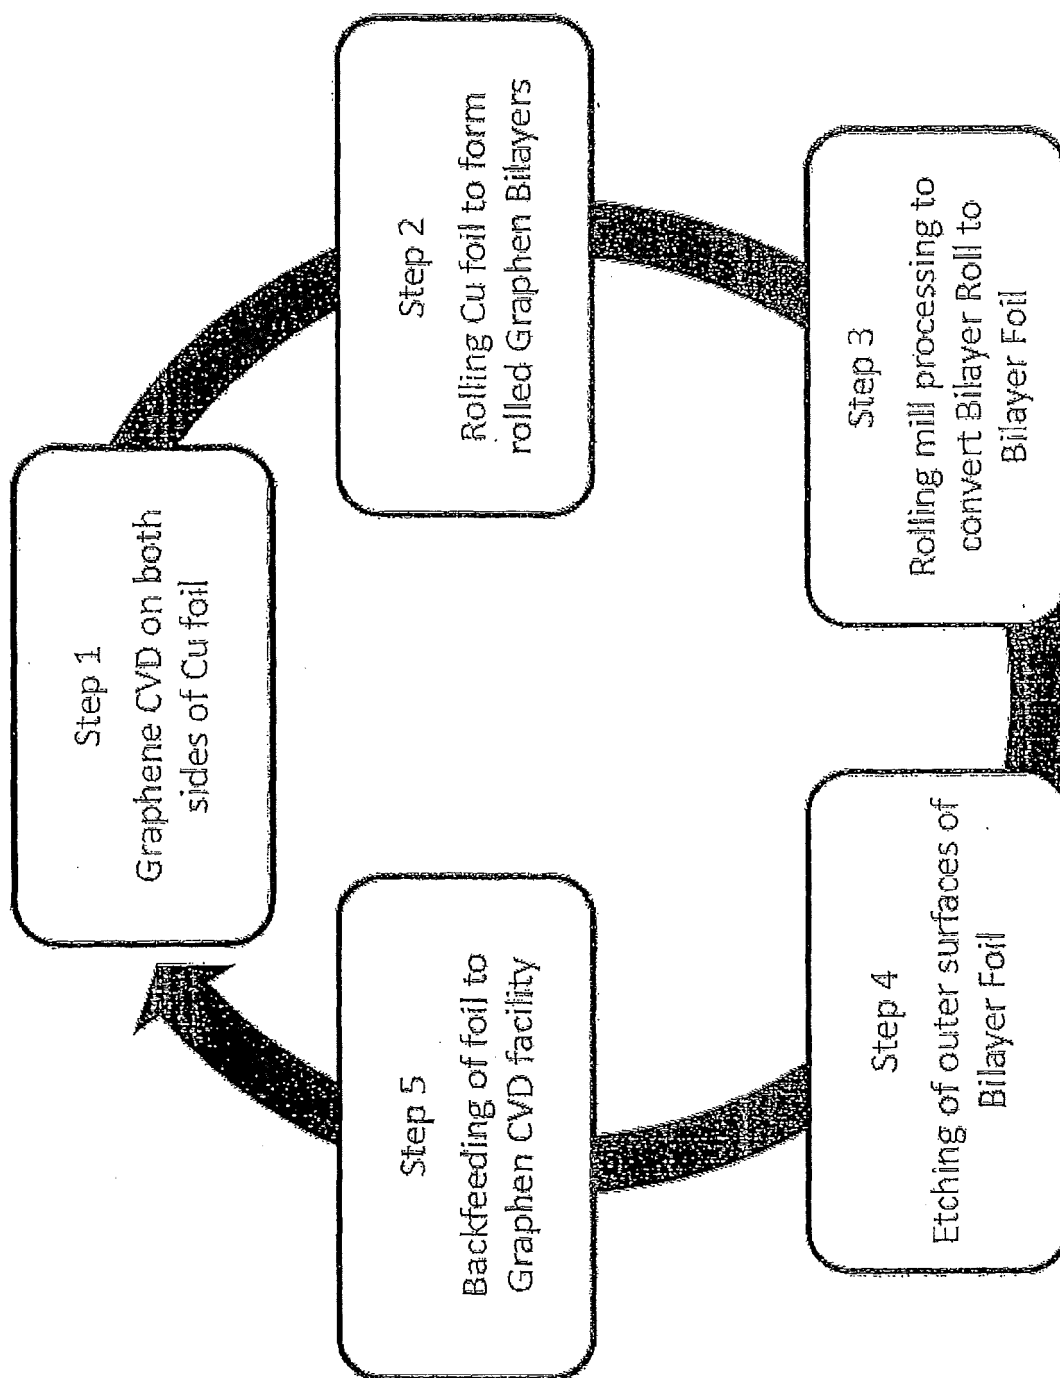 Step 1
Graphene CVD on both
sides of Cu foil
Step 2
Rolling Cu foil to form
rolled Graphen Bilayers
Step 3
Rolling mill processing to
convert Bilayer Roll to
Bilayer Foil
Step 4
Etching of outer surfaces of
Bilayer Foil
Step 5
Backfeeding of foil to
Graphen CVD facility